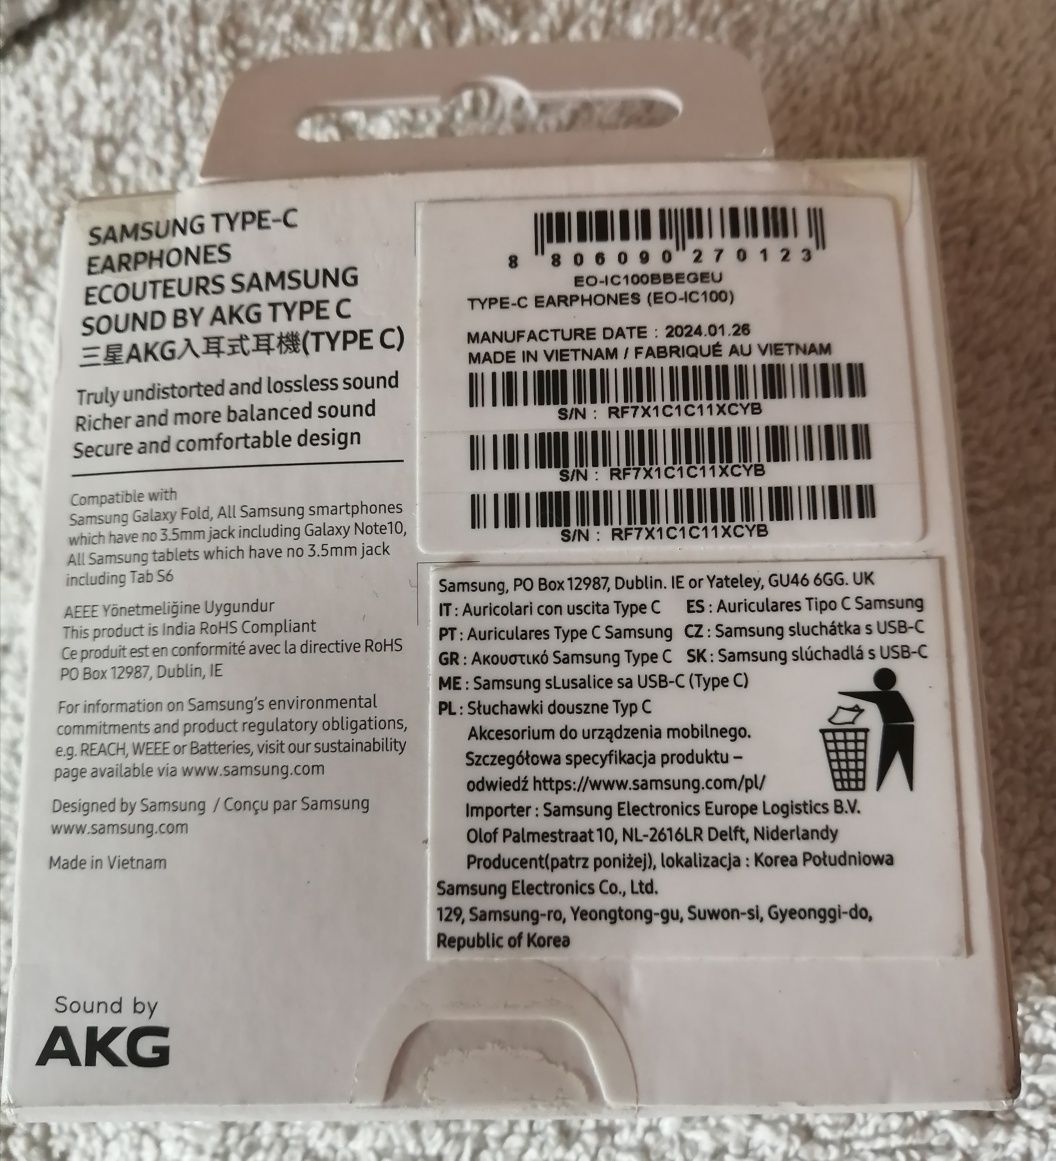 SAMSUNG TYPE-C
EARPHONES
ECOUTEURS SAMSUNG
SOUND BY AKG TYPE C
三星AKG入耳式耳機(TYPE C)
Truly undistorted and lossless sound
Richer and more balanced sound
Secure and comfortable design
Compatible with
Samsung Galaxy Fold, All Samsung smartphones
which have no 3.5mm jack including Galaxy Note10,
All Samsung tablets which have no 3.5mm jack
including Tab S6
AEEE Yönetmeliğine Uygundur
This product is India RoHS Compliant
Ce produit est en conformité avec la directive RoHS
PO Box 12987, Dublin, IE
For information on Samsung's environmental
commitments and product regulatory obligations,
e.g. REACH, WEEE or Batteries, visit our sustainability
page available via www.samsung.com
Designed by Samsung / Conçu par Samsung
www.samsung.com
Made in Vietnam
Sound by
AKG
8 806090 270123
EO-IC100BBEGEU
TYPE-C EARPHONES (EO-IC100)
MANUFACTURE DATE : 2024.01.26
MADE IN VIETNAM / FABRIQUÉ AU VIETNAM
S/N : RF7X1C1C11XCYB
S/N : RF7X1C1C11XCYB
S/N : RF7X1C1C11XCYB
Samsung, PO Box 12987, Dublin. IE or Yateley, GU46 6GG. UK
IT : Auricolari con uscita Type C ES : Auriculares Tipo C Samsung
PT : Auriculares Type C Samsung CZ : Samsung sluchátka s USB-C
GR : Ακουστικό Samsung Type C SK : Samsung slúchadlá s USB-C
ME : Samsung sLusalice sa USB-C (Type C)
PL : Słuchawki douszne Typ C
Akcesorium do urządzenia mobilnego.
Szczegółowa specyfikacja produktu –
odwiedź https://www.samsung.com/pl/
Importer : Samsung Electronics Europe Logistics B.V.
Olof Palmestraat 10, NL-2616LR Delft, Niderlandy
Producent(patrz poniżej), lokalizacja : Korea Południowa
Samsung Electronics Co., Ltd.
129, Samsung-ro, Yeongtong-gu, Suwon-si, Gyeonggi-do,
Republic of Korea